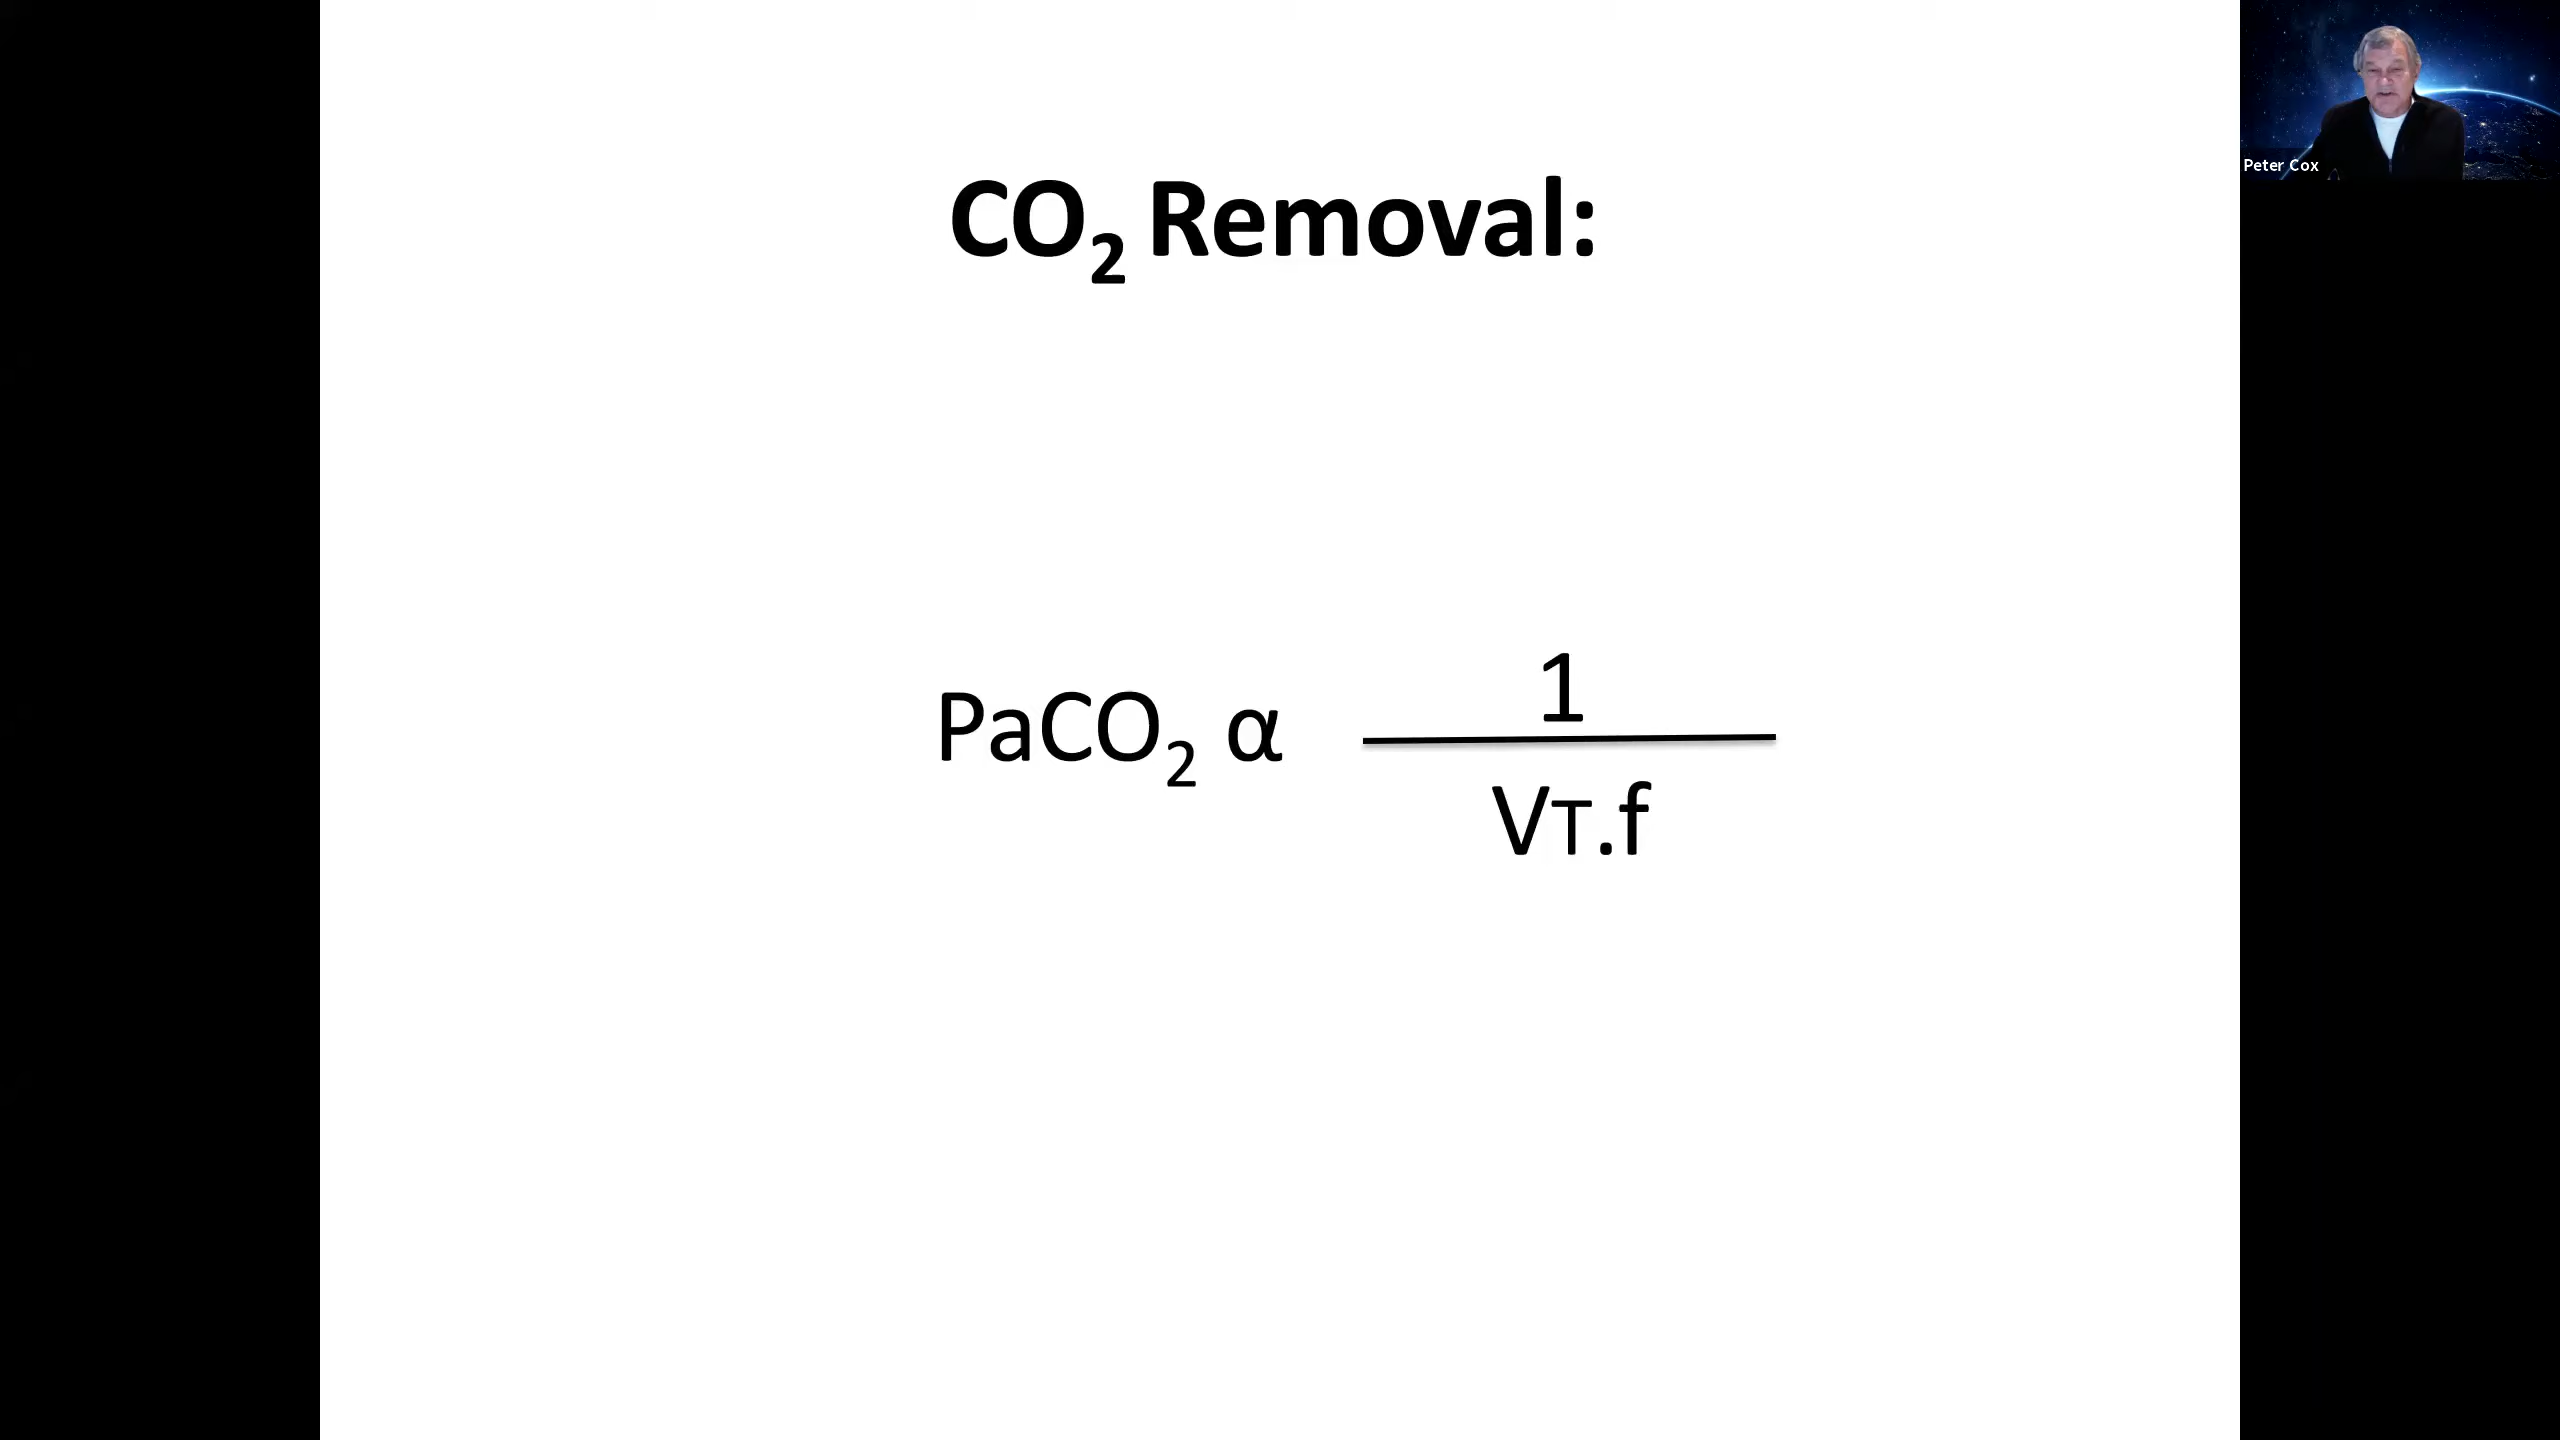 CO₂ Removal:
PaCO₂ α
1
VT.f
Peter Cox